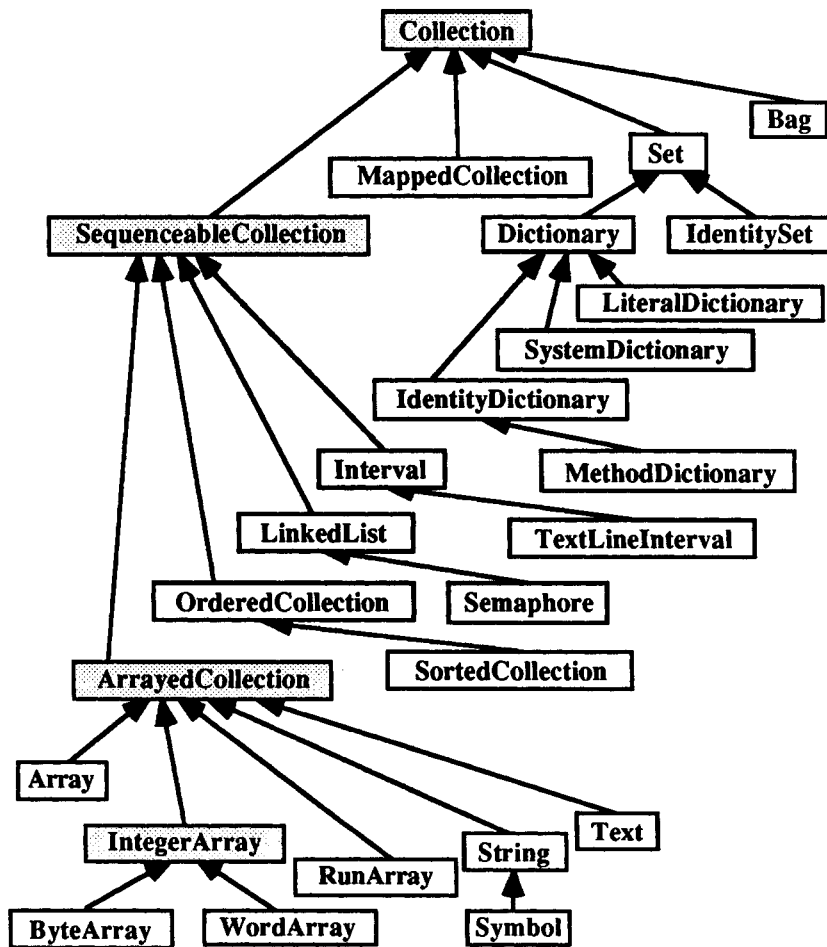 Collection
Bag
Set
MappedCollection
SequenceableCollection
Dictionary
IdentitySet
LiteralDictionary
SystemDictionary
IdentityDictionary
Interval
MethodDictionary
LinkedList
TextLineInterval
OrderedCollection
Semaphore
SortedCollection
ArrayedCollection
Array
IntegerArray
Text
String
RunArray
ByteArray
WordArray
Symbol